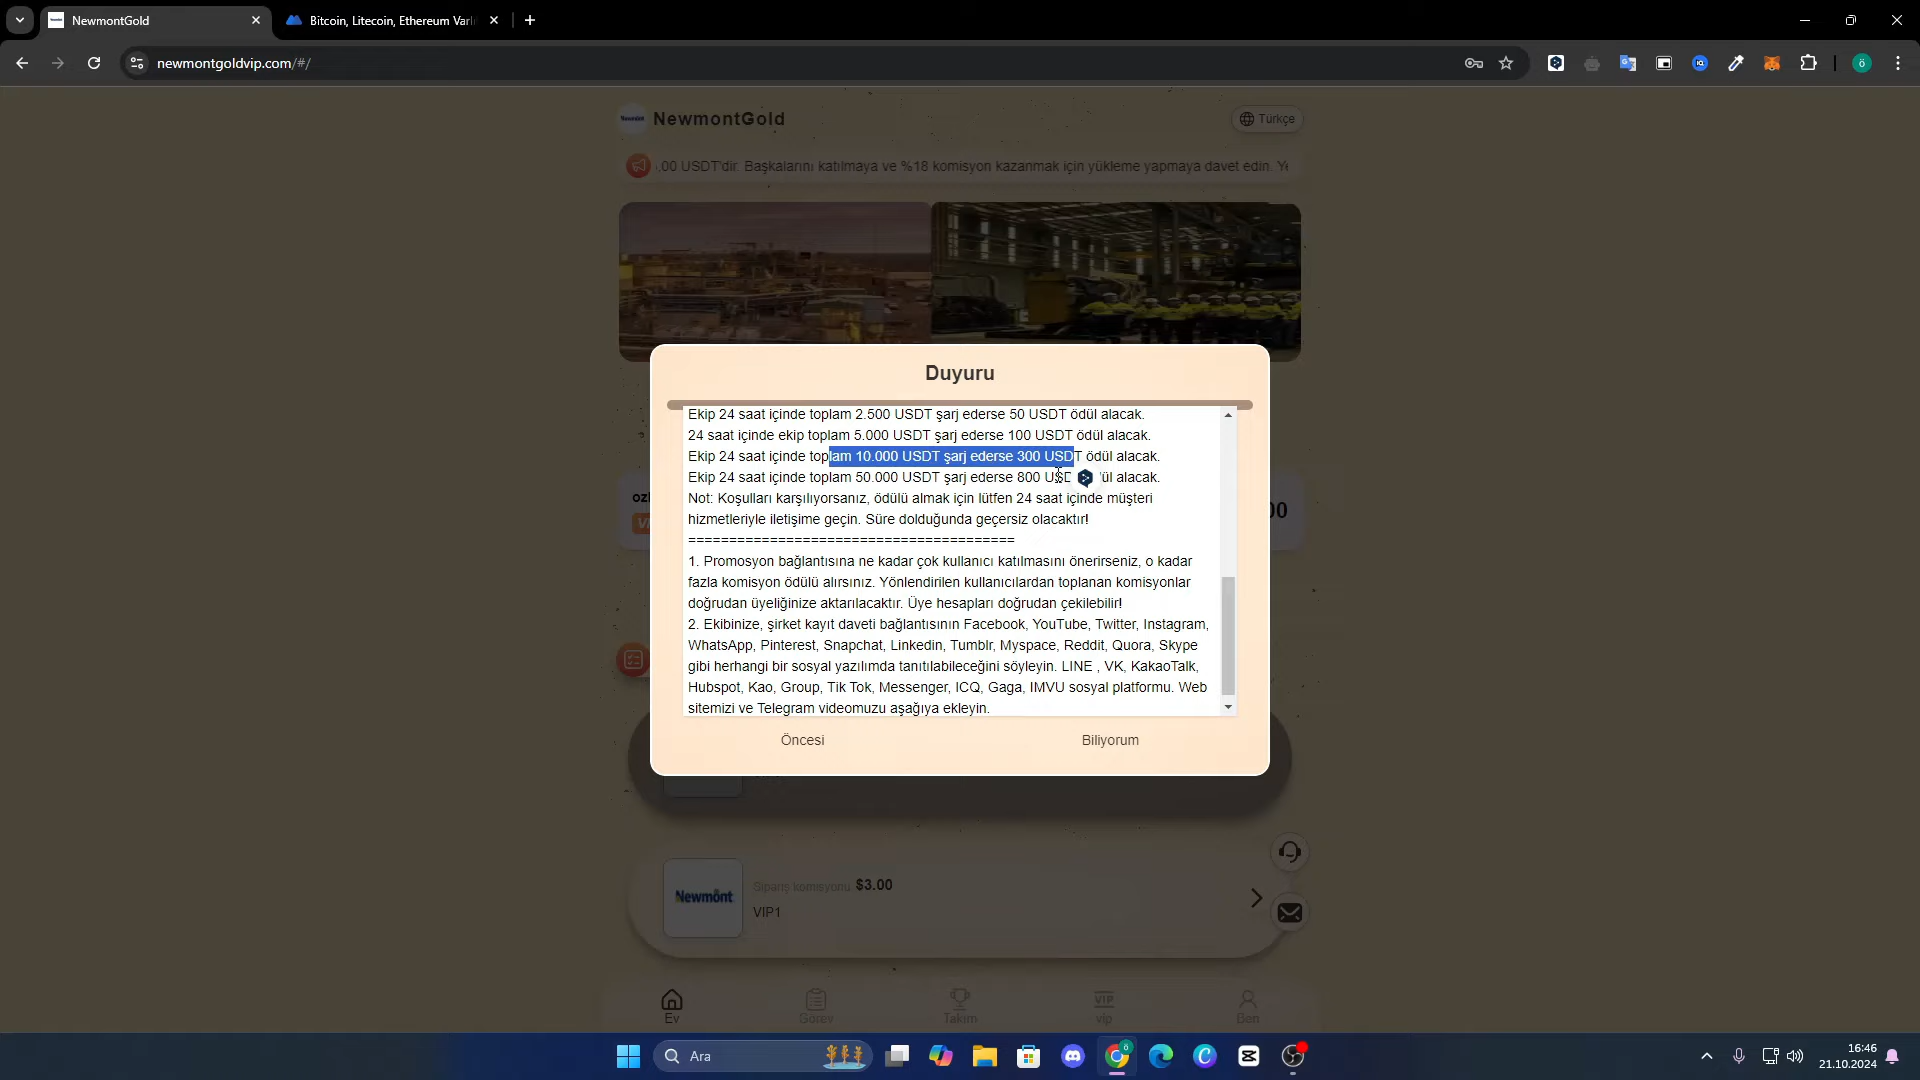 NewmontGold
Bitcoin, Litecoin, Ethereum Varl
newmontgoldvip.com/#/
ö
Newmont
NewmontGold
Türkçe
,00 USDT'dir. Başkalarını katılmaya ve %18 komisyon kazanmak için yükleme yapmaya davet edin. Ye
Duyuru
Ekip 24 saat içinde toplam 2.500 USDT şarj ederse 50 USDT ödül alacak.
24 saat içinde ekip toplam 5.000 USDT şarj ederse 100 USDT ödül alacak.
Ekip 24 saat içinde toplam 10.000 USDT şarj ederse 300 USDT ödül alacak.
Ekip 24 saat içinde toplam 50.000 USDT şarj ederse 800 USD ül alacak.
Not: Koşulları karşılıyorsanız, ödülü almak için lütfen 24 saat içinde müşteri
hizmetleriyle iletişime geçin. Süre dolduğunda geçersiz olacaktır!
========================================
1. Promosyon bağlantısına ne kadar çok kullanıcı katılmasını önerirseniz, o kadar
fazla komisyon ödülü alırsınız. Yönlendirilen kullanıcılardan toplanan komisyonlar
doğrudan üyeliğinize aktarılacaktır. Üye hesapları doğrudan çekilebilir!
2. Ekibinize, şirket kayıt daveti bağlantısının Facebook, YouTube, Twitter, Instagram,
WhatsApp, Pinterest, Snapchat, Linkedin, Tumblr, Myspace, Reddit, Quora, Skype
gibi herhangi bir sosyal yazılımda tanıtılabileceğini söyleyin. LINE , VK, KakaoTalk,
Hubspot, Kao, Group, Tik Tok, Messenger, ICQ, Gaga, IMVU sosyal platformu. Web
sitemizi ve Telegram videomuzu aşağıya ekleyin.
Öncesi
Biliyorum
oz
00
Newmont
Sipariş komisyonu $3.00
VIP1
Ev
Görev
Takım
VIP
vip
Ben
Ara
ö
16:46
21.10.2024